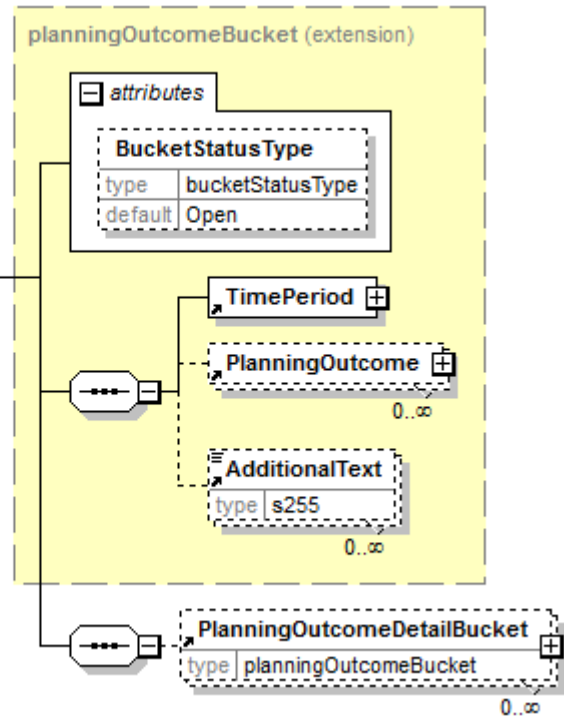 planningOutcomeBucket (extension)
attributes
BucketStatusType
type bucketStatusType
default Open
TimePeriod
PlanningOutcome
0..∞
AdditionalText
type s255
0..∞
PlanningOutcomeDetailBucket
type planningOutcomeBucket
0..∞